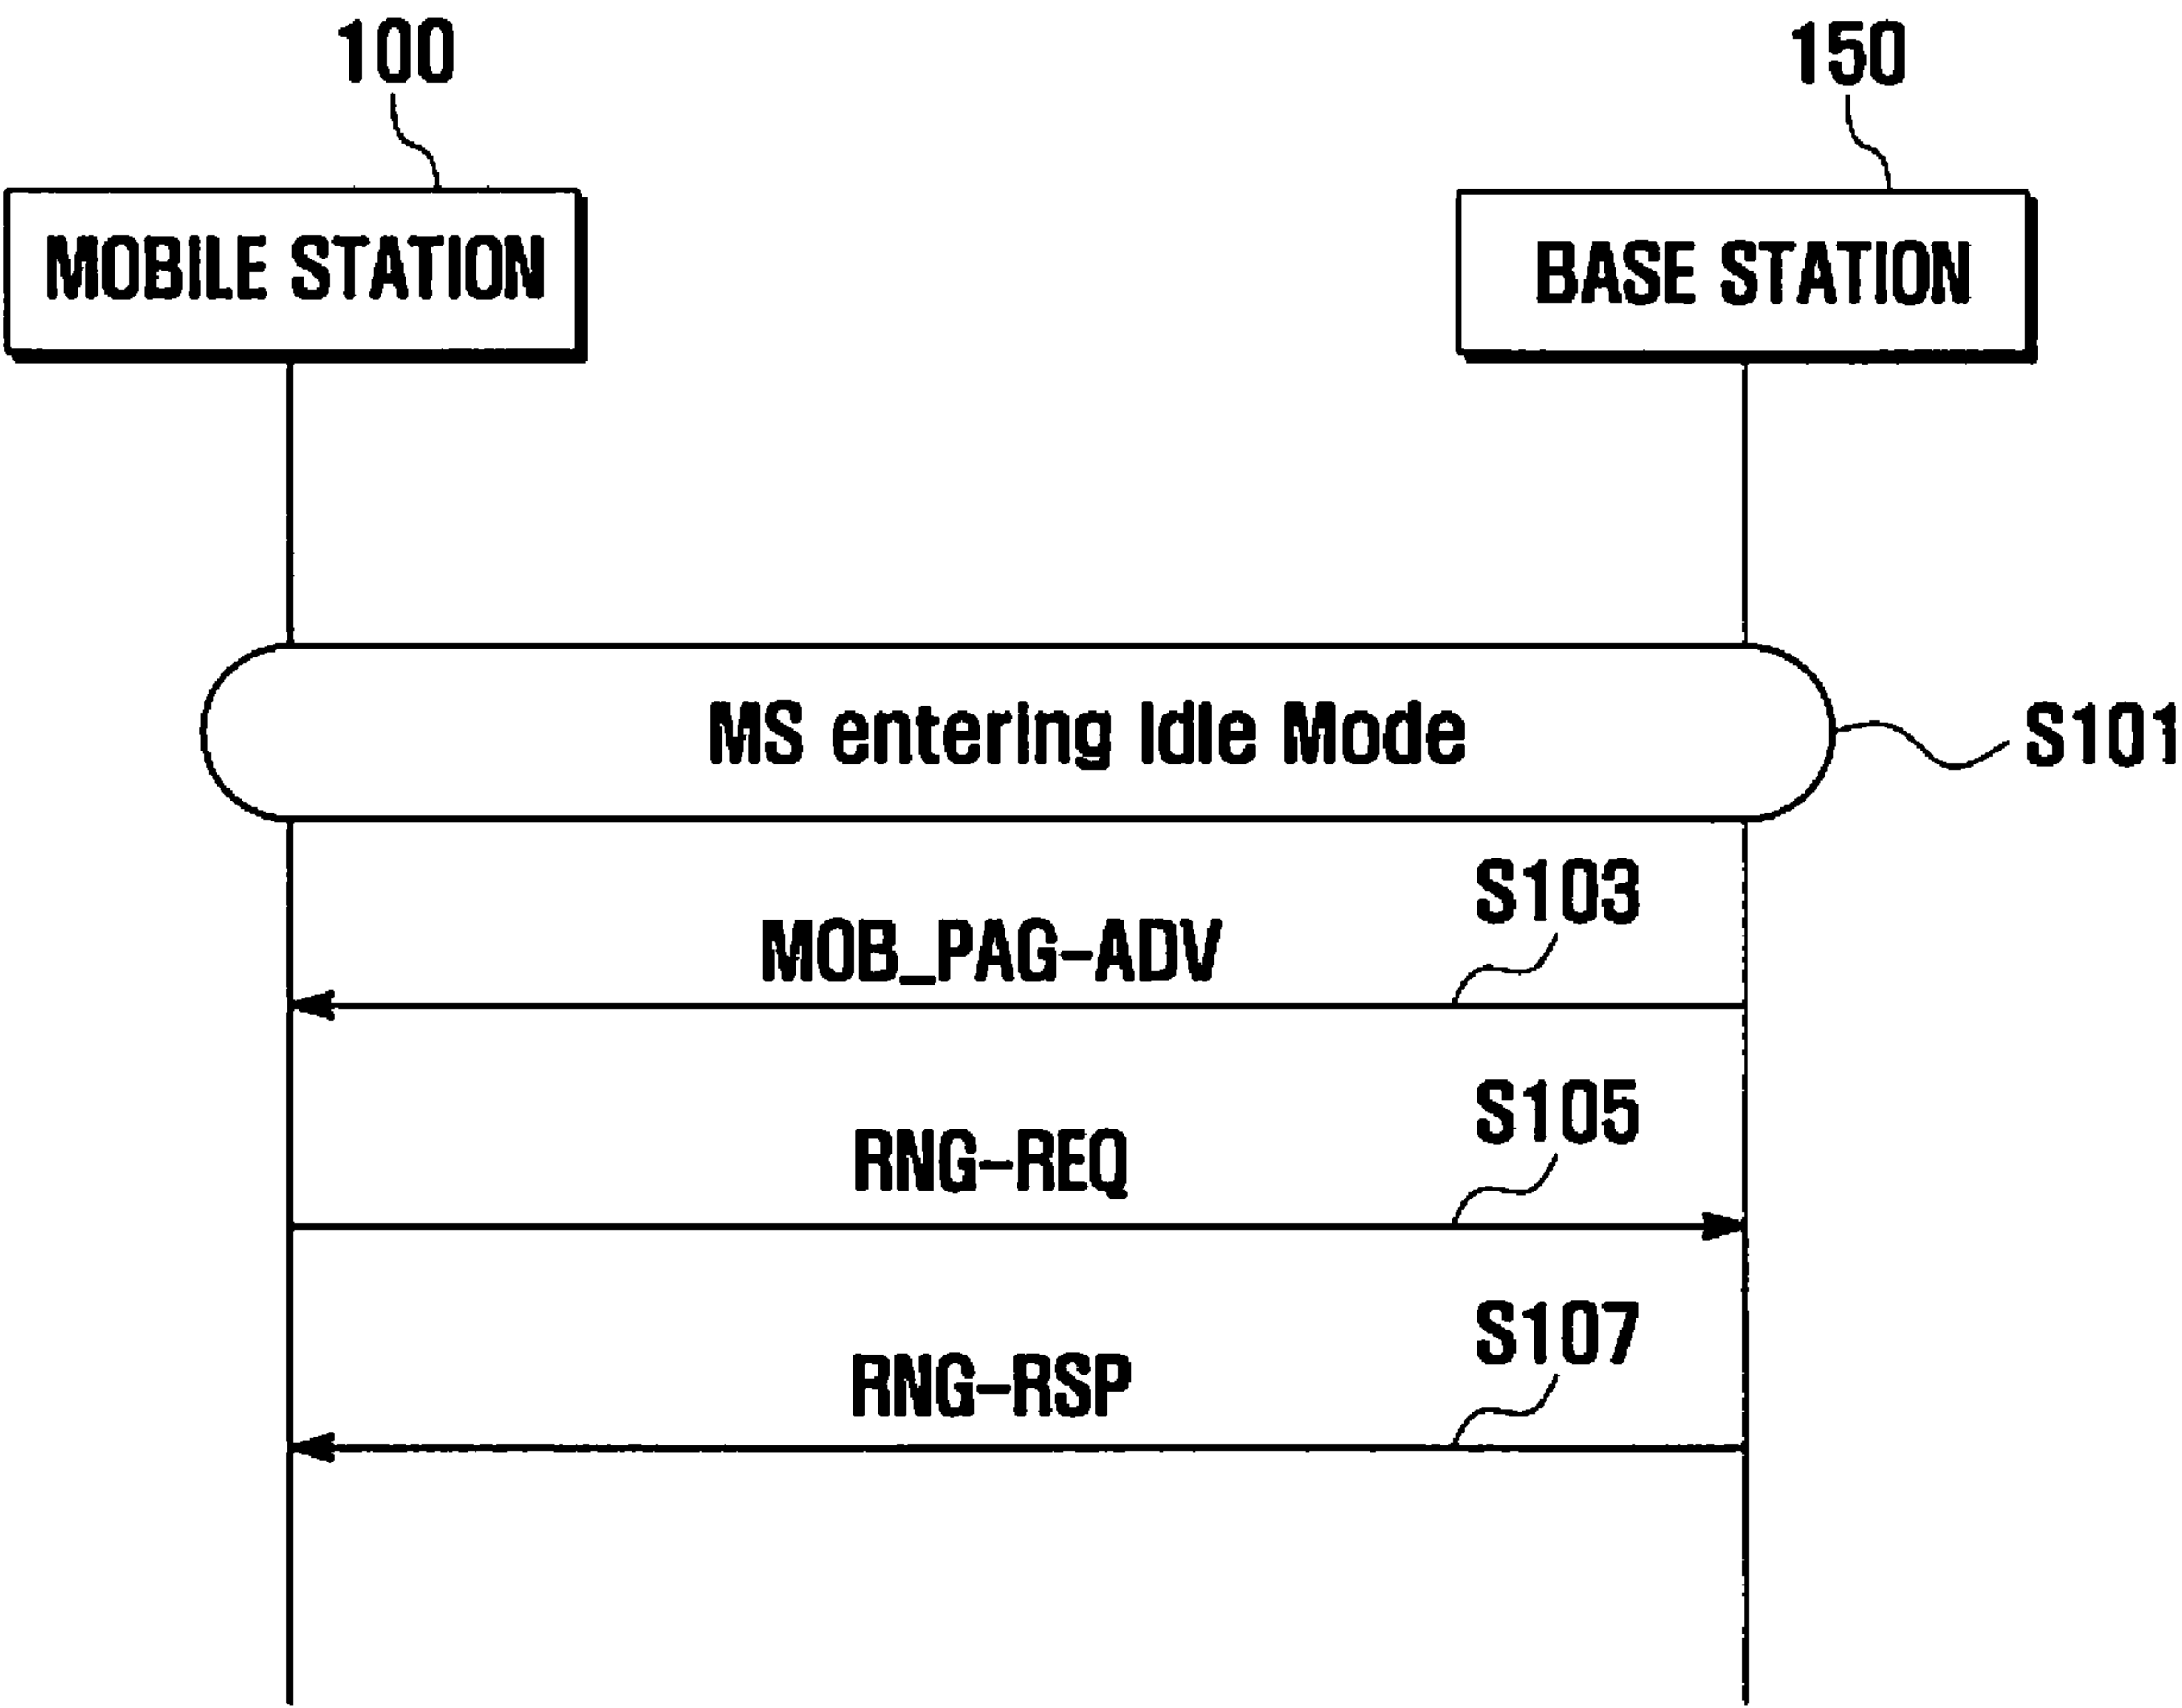 100
150
MOBILE STATION
BASE STATION
MS entering Idle Mode
S101
S103
MOB_PAG-ADV
S105
RNG-REQ
S107
RNG-RSP